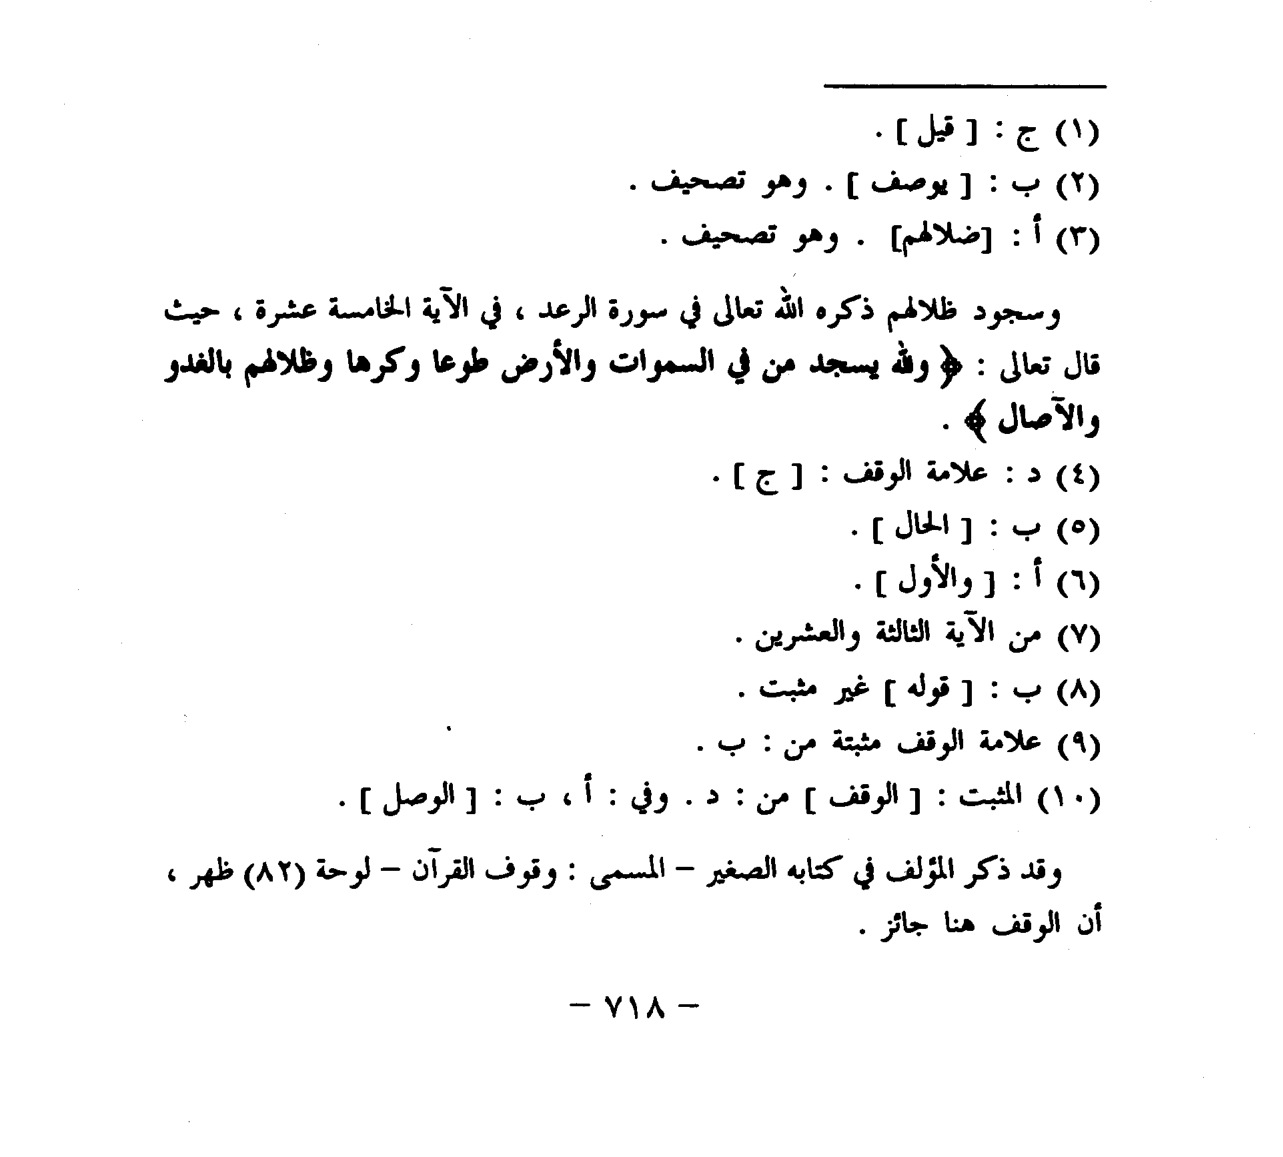 (١) ج : [ قيل ] .
(٢) ب : [ يوصف ] . وهو تصحيف .
(٣) أ : [ضلالهم] . وهو تصحيف .
وسجود ظلالهم ذكره الله تعالى في سورة الرعد ، في الآية الخامسة عشرة ، حيث
قال تعالى : ﴿ ولله يسجد من في السموات والأرض طوعا وكرها وظلالهم بالغدو
والآصال ﴾ .
(٤) د : علامة الوقف : [ ج ] .
(٥) ب : [ الحال ] .
(٦) أ : [ والأول ] .
(٧) من الآية الثالثة والعشرين .
(٨) ب : [ قوله ] غير مثبت .
(٩) علامة الوقف مثبتة من : ب .
(١٠) المثبت : [ الوقف ] من : د . وفي : أ ، ب : [ الوصل ] .
وقد ذكر المؤلف في كتابه الصغير – المسمى : وقوف القرآن – لوحة (٨٢) ظهر ،
أن الوقف هنا جائز .
– ٧١٨ –